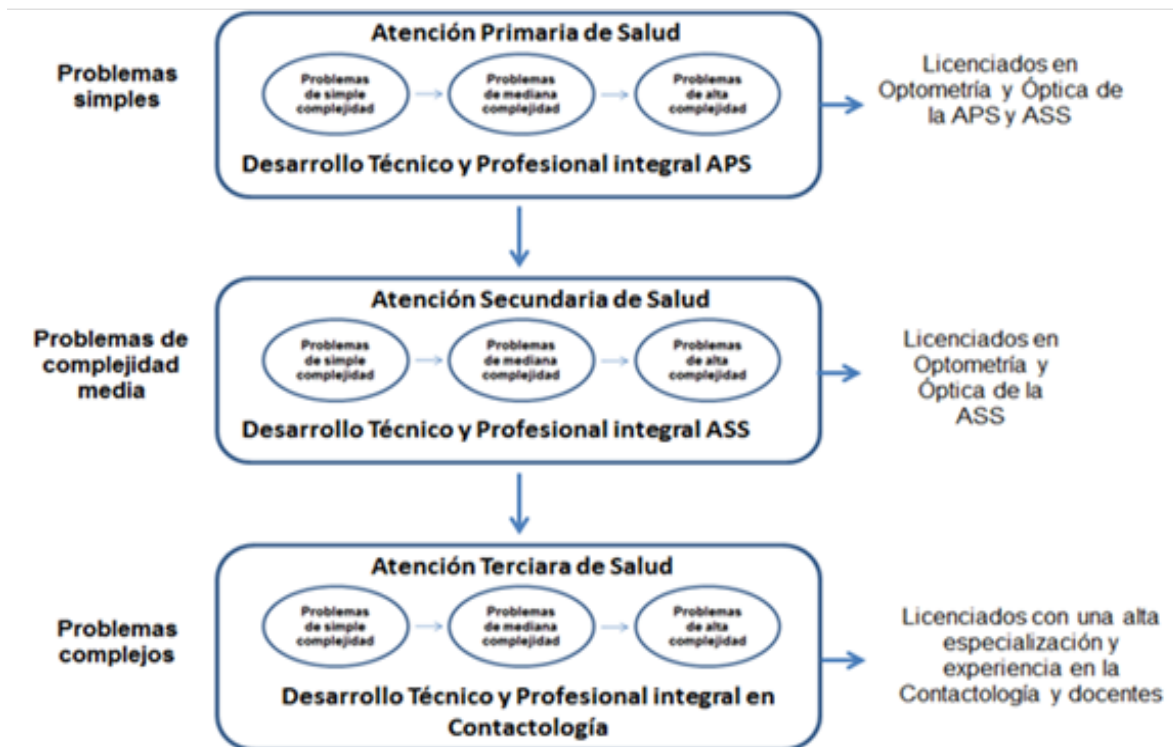 Atención Primaria de Salud
Problemas
simples
Problemas
de simple
complejidad
Problemas
de mediana
complejidad
Problemas
de alta
complejidad
Desarrollo Técnico y Profesional integral APS
Licenciados en
Optometría y Óptica de
la APS y ASS
Atención Secundaria de Salud
Problemas de
complejidad
media
Problemas
de simple
complejidad
Problemas
de mediana
complejidad
Problemas
de alta
complejidad
Desarrollo Técnico y Profesional integral ASS
Licenciados en
Optometría y
Óptica de la
ASS
Atención Terciara de Salud
Problemas
complejos
Problemas
de simple
complejidad
Problemas
de mediana
complejidad
Problemas
de alta
complejidad
Desarrollo Técnico y Profesional integral en
Contactología
Licenciados con una alta
especialización y
experiencia en la
Contactología y docentes